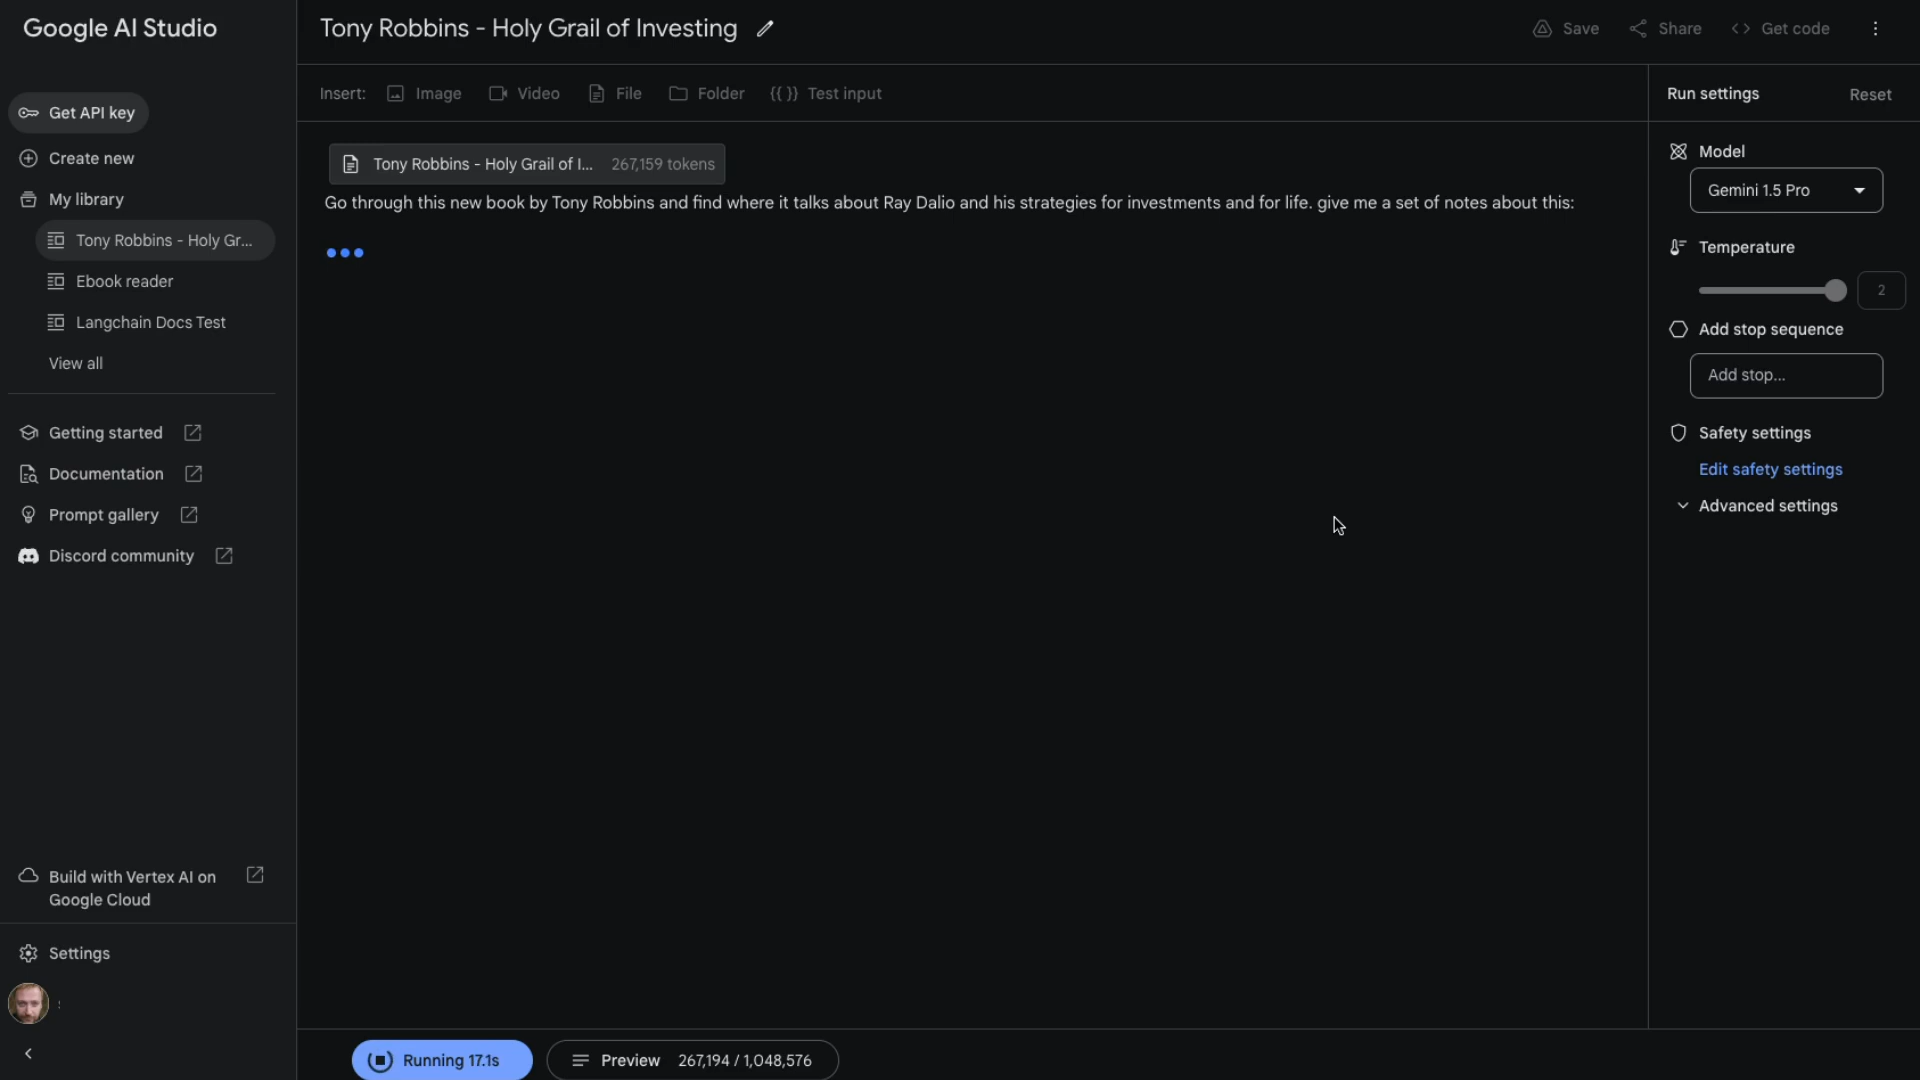 Google AI Studio
Tony Robbins - Holy Grail of Investing
Save
Share
Get code
Get API key
Create new
My library
Tony Robbins - Holy Gr...
Ebook reader
Langchain Docs Test
View all
Getting started
Documentation
Prompt gallery
Discord community
Build with Vertex AI on
Google Cloud
Settings
Insert:
Image
Video
File
Folder
{{ }} Test input
Tony Robbins - Holy Grail of I... 267,159 tokens
Go through this new book by Tony Robbins and find where it talks about Ray Dalio and his strategies for investments and for life. give me a set of notes about this:
Running 17.1s
Preview 267,194 / 1,048,576
Run settings
Reset
Model
Gemini 1.5 Pro
Temperature
2
Add stop sequence
Add stop...
Safety settings
Edit safety settings
Advanced settings